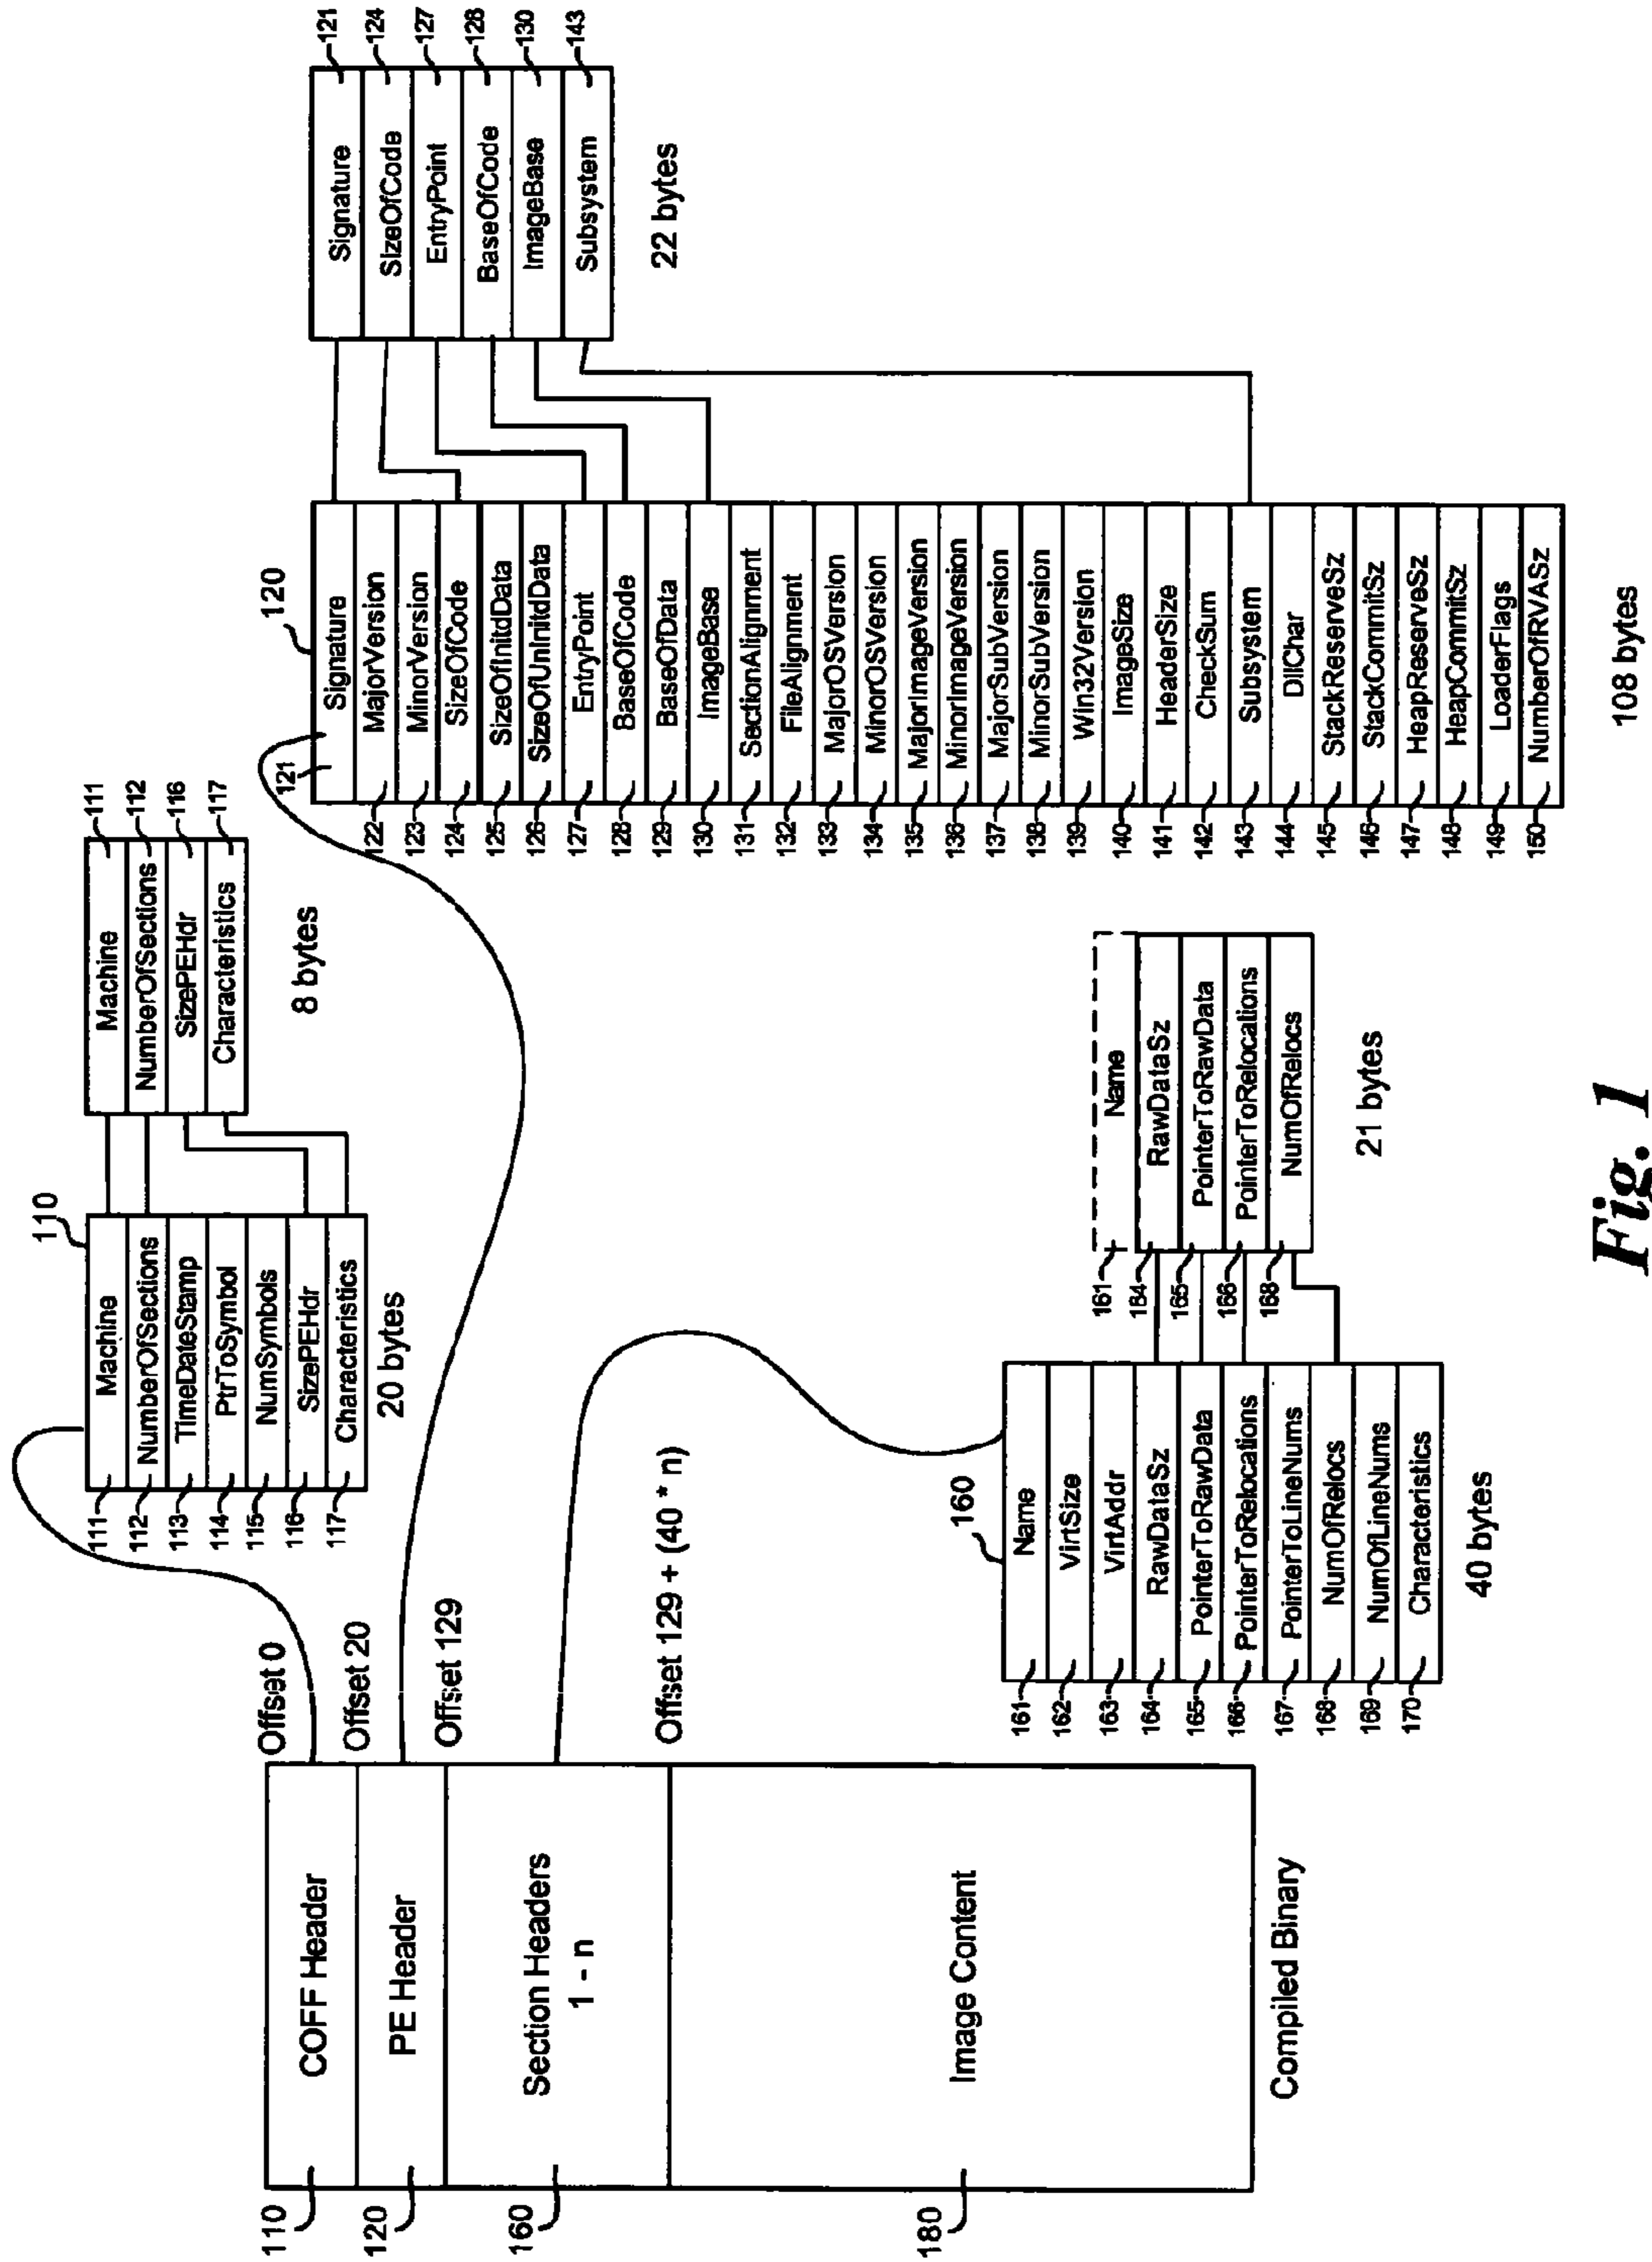 110
COFF Header
Offset 0
120
PE Header
Offset 20
160
Section Headers
1 - n
Offset 129
180
Image Content
Offset 129 + (40 * n)
Compiled Binary
110
111 Machine
112 NumberOfSections
113 TimeDateStamp
114 PtrToSymbol
115 NumSymbols
116 SizePEHdr
117 Characteristics
20 bytes
Machine 111
NumberOfSections 112
SizePEHdr 116
Characteristics 117
8 bytes
120
121 Signature
122 MajorVersion
123 MinorVersion
124 SizeOfCode
125 SizeOfInitdData
126 SizeOfUninitdData
127 EntryPoint
128 BaseOfCode
129 BaseOfData
130 ImageBase
131 SectionAlignment
132 FileAlignment
133 MajorOSVersion
134 MinorOSVersion
135 MajorImageVersion
136 MinorImageVersion
137 MajorSubVersion
138 MinorSubVersion
139 Win32Version
140 ImageSize
141 HeaderSize
142 CheckSum
143 Subsystem
144 DllChar
145 StackReserveSz
146 StackCommitSz
147 HeapReserveSz
148 HeapCommitSz
149 LoaderFlags
150 NumberOfRVASz
108 bytes
Signature 121
SizeOfCode 124
EntryPoint 127
BaseOfCode 128
ImageBase 130
Subsystem 143
22 bytes
160
161 Name
162 VirtSize
163 VirtAddr
164 RawDataSz
165 PointerToRawData
166 PointerToRelocations
167 PointerToLineNums
168 NumOfRelocs
169 NumOfLineNums
170 Characteristics
40 bytes
161 Name
164 RawDataSz
165 PointerToRawData
166 PointerToRelocations
168 NumOfRelocs
21 bytes
Fig. 1